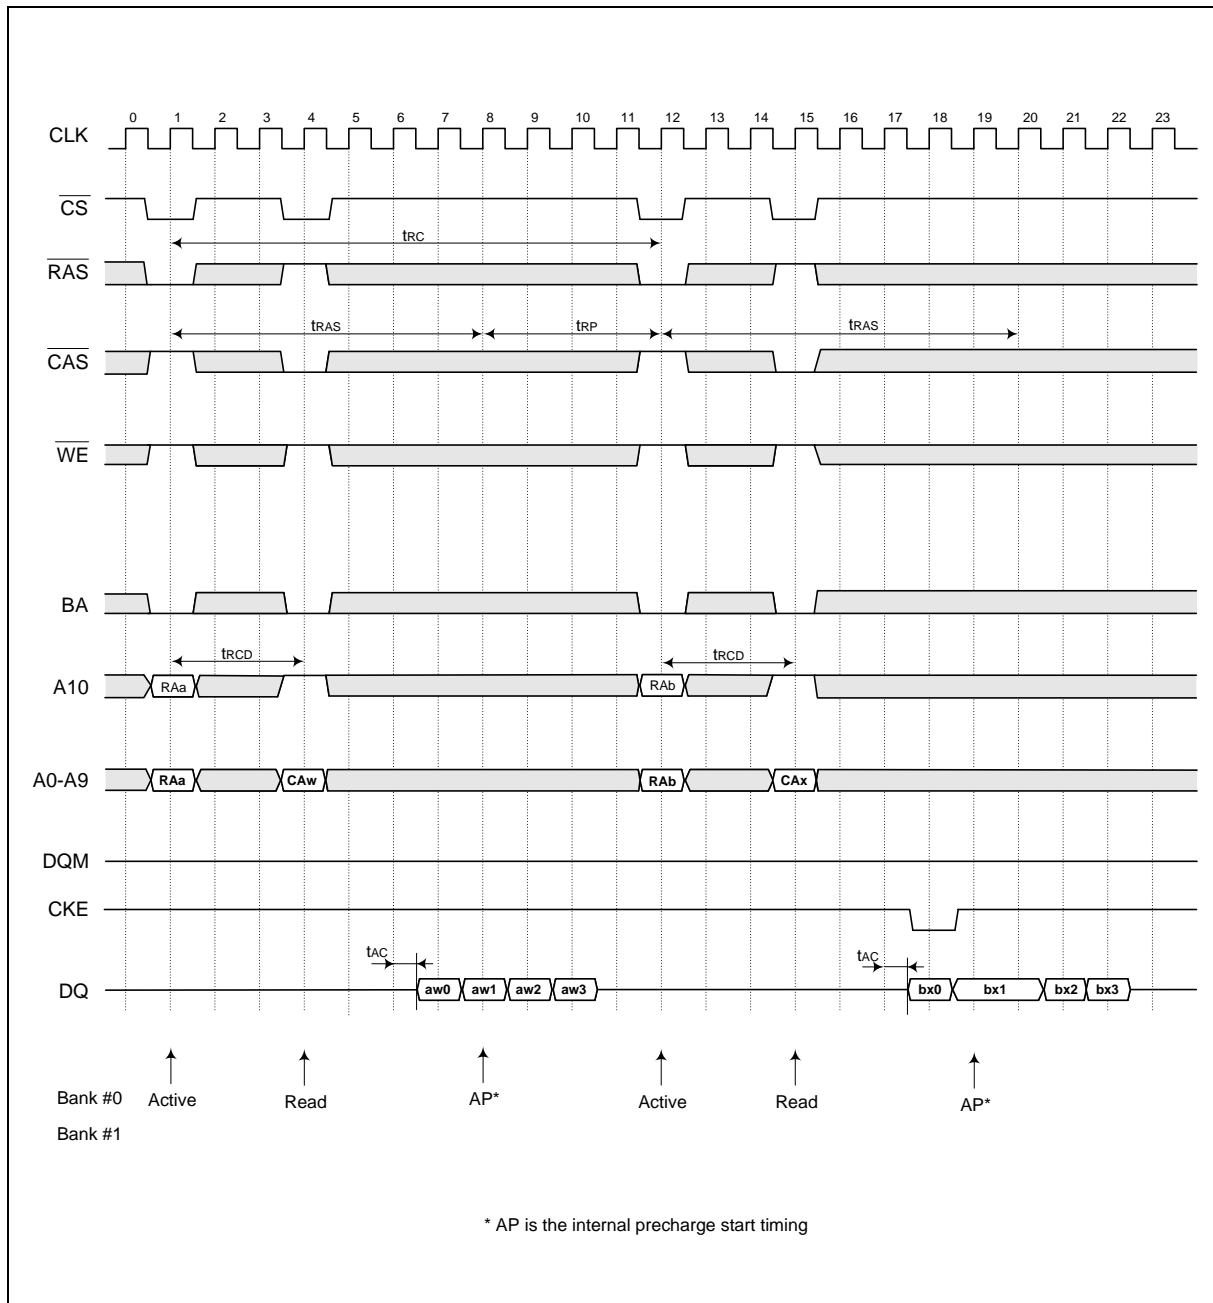 0 1 2 3 4 5 6 7 8 9 10 11 12 13 14 15 16 17 18 19 20 21 22 23
CLK
CS
tRC
RAS
tRAS tRP tRAS
CAS
WE
BA
tRCD tRCD
A10 RAa RAb
A0-A9 RAa CAw RAb CAx
DQM
CKE
tAC tAC
DQ aw0 aw1 aw2 aw3 bx0 bx1 bx2 bx3
Bank #0 Active Read AP* Active Read AP*
Bank #1
* AP is the internal precharge start timing